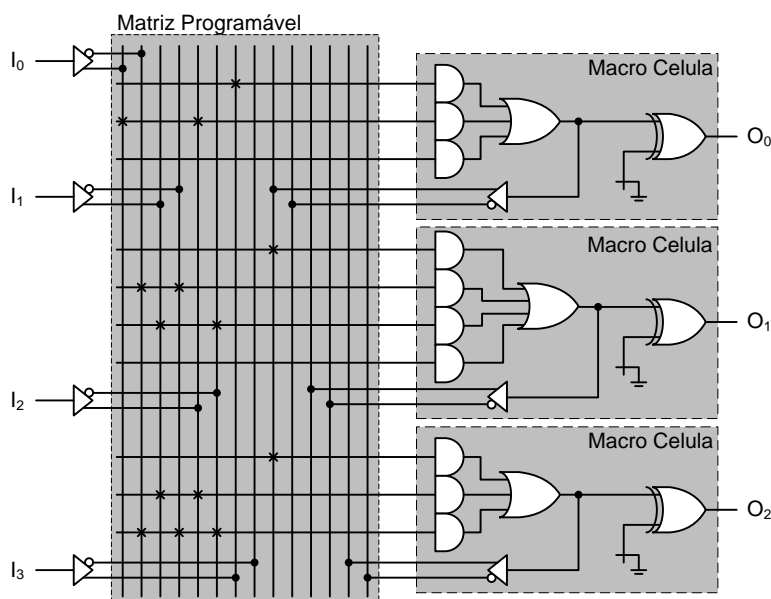 Matriz Programável
I0
Macro Celula
O0
I1
Macro Celula
O1
I2
Macro Celula
O2
I3